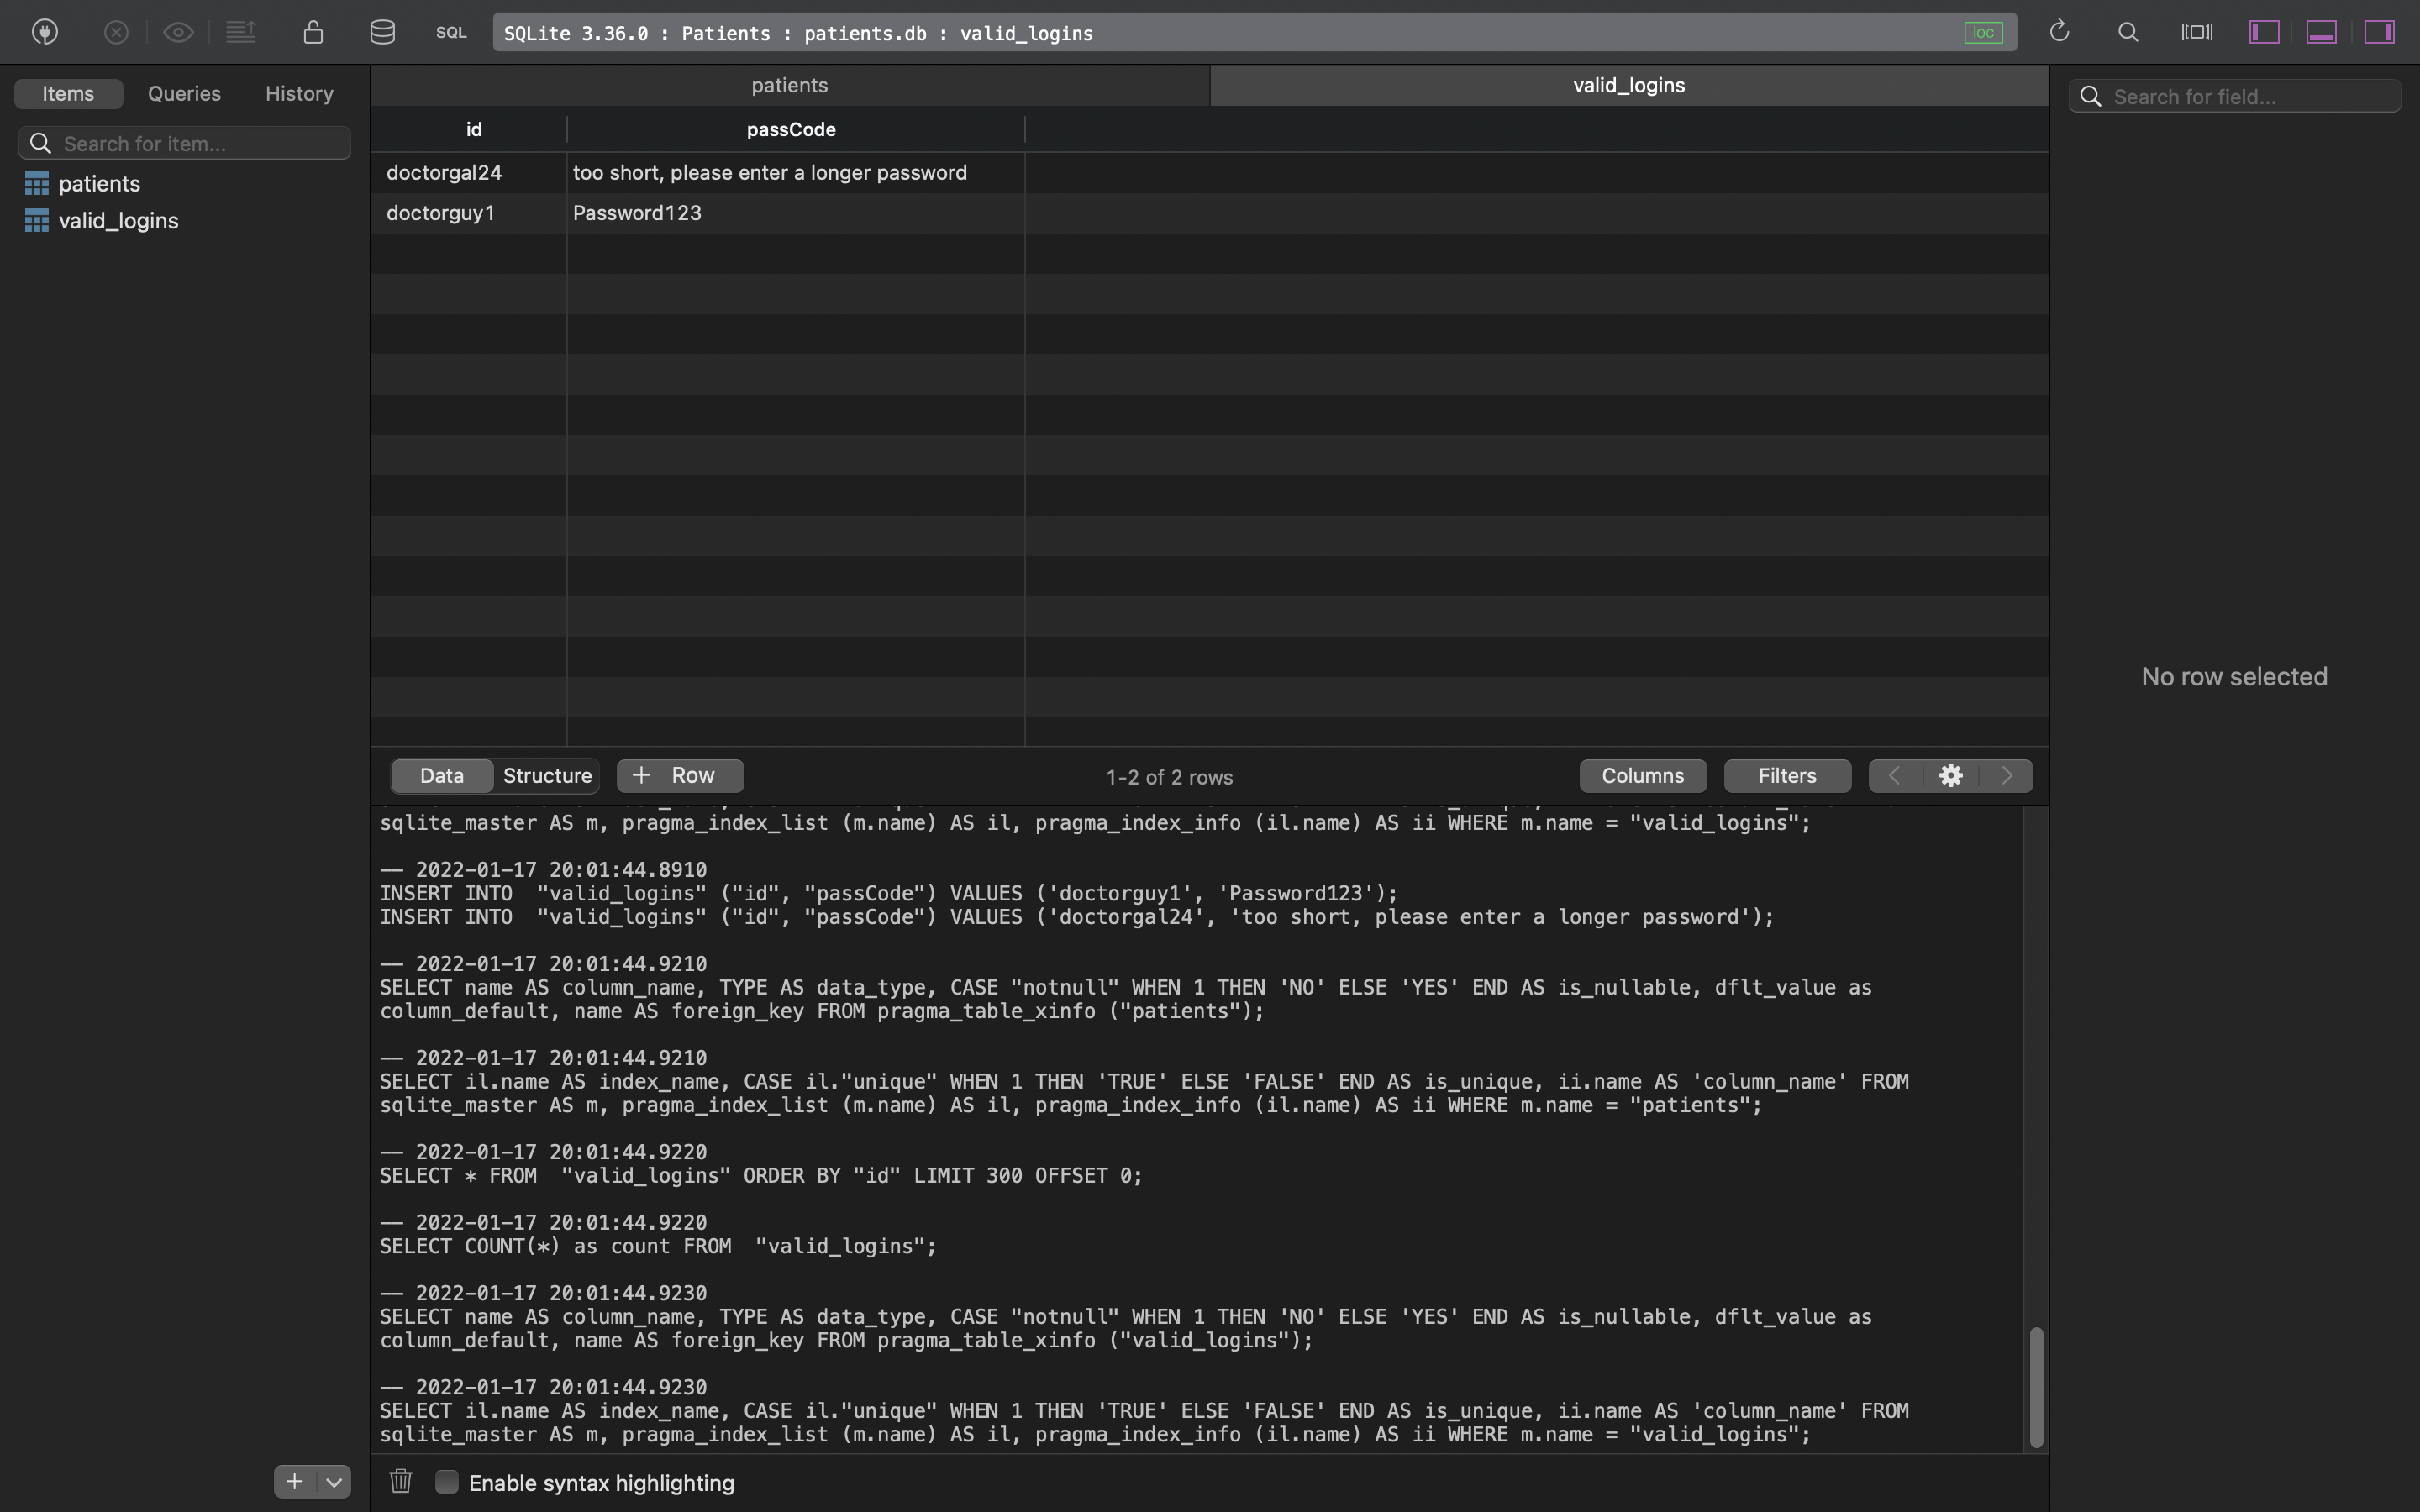 SQL
SQLite 3.36.0 : Patients : patients.db : valid_logins
loc
Items
Queries
History
Search for item...
patients
valid_logins
patients
valid_logins
id
passCode
doctorgal24
too short, please enter a longer password
doctorguy1
Password123
Search for field...
No row selected
Data
Structure
+ Row
1-2 of 2 rows
Columns
Filters
sqlite_master AS m, pragma_index_list (m.name) AS il, pragma_index_info (il.name) AS ii WHERE m.name = "valid_logins";
-- 2022-01-17 20:01:44.8910
INSERT INTO  "valid_logins" ("id", "passCode") VALUES ('doctorguy1', 'Password123');
INSERT INTO  "valid_logins" ("id", "passCode") VALUES ('doctorgal24', 'too short, please enter a longer password');
-- 2022-01-17 20:01:44.9210
SELECT name AS column_name, TYPE AS data_type, CASE "notnull" WHEN 1 THEN 'NO' ELSE 'YES' END AS is_nullable, dflt_value as
column_default, name AS foreign_key FROM pragma_table_xinfo ("patients");
-- 2022-01-17 20:01:44.9210
SELECT il.name AS index_name, CASE il."unique" WHEN 1 THEN 'TRUE' ELSE 'FALSE' END AS is_unique, ii.name AS 'column_name' FROM
sqlite_master AS m, pragma_index_list (m.name) AS il, pragma_index_info (il.name) AS ii WHERE m.name = "patients";
-- 2022-01-17 20:01:44.9220
SELECT * FROM  "valid_logins" ORDER BY "id" LIMIT 300 OFFSET 0;
-- 2022-01-17 20:01:44.9220
SELECT COUNT(*) as count FROM  "valid_logins";
-- 2022-01-17 20:01:44.9230
SELECT name AS column_name, TYPE AS data_type, CASE "notnull" WHEN 1 THEN 'NO' ELSE 'YES' END AS is_nullable, dflt_value as
column_default, name AS foreign_key FROM pragma_table_xinfo ("valid_logins");
-- 2022-01-17 20:01:44.9230
SELECT il.name AS index_name, CASE il."unique" WHEN 1 THEN 'TRUE' ELSE 'FALSE' END AS is_unique, ii.name AS 'column_name' FROM
sqlite_master AS m, pragma_index_list (m.name) AS il, pragma_index_info (il.name) AS ii WHERE m.name = "valid_logins";
Enable syntax highlighting